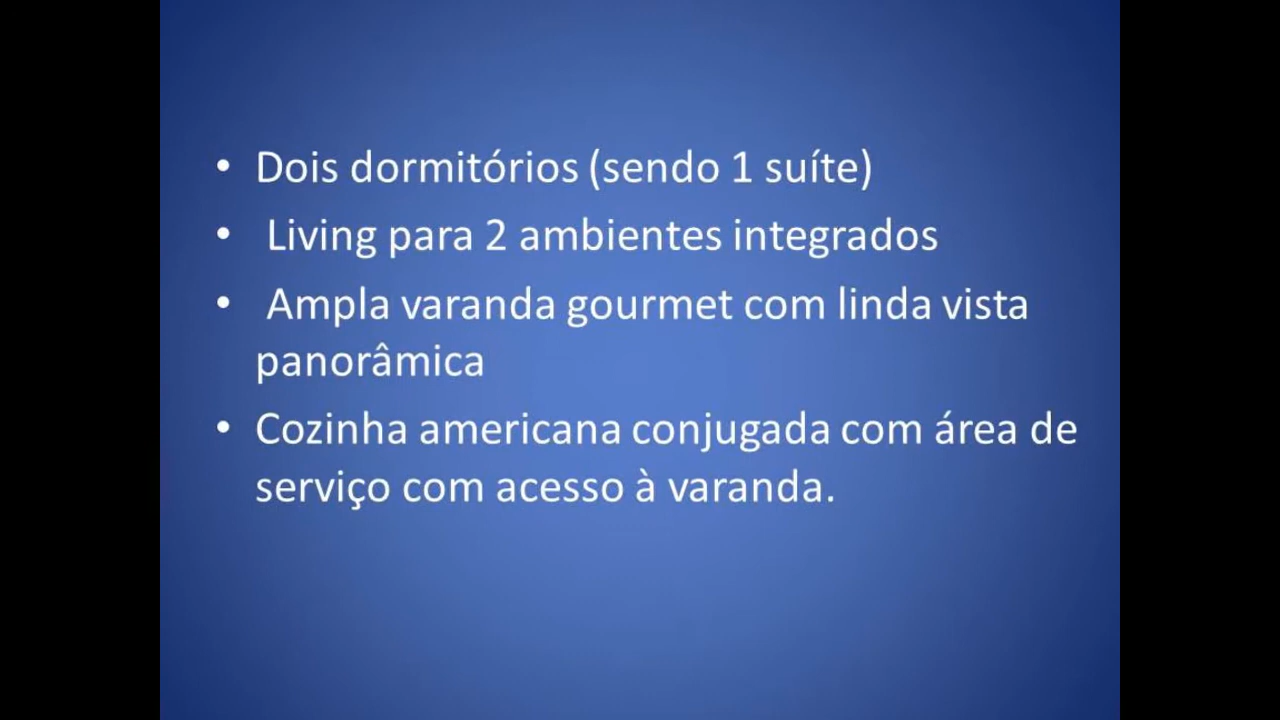 • Dois dormitórios (sendo 1 suíte)
• Living para 2 ambientes integrados
• Ampla varanda gourmet com linda vista
panorâmica
• Cozinha americana conjugada com área de
serviço com acesso à varanda.